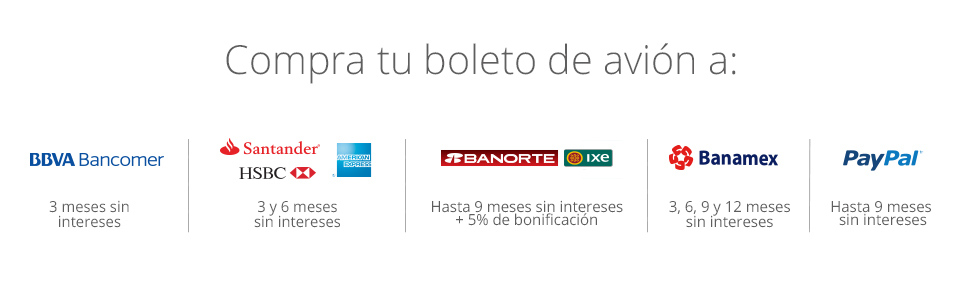 Compra tu boleto de avión a:
BBVA Bancomer
3 meses sin
intereses
Santander
HSBC
AMERICAN
EXPRESS
3 y 6 meses
sin intereses
BANORTE
IXE
Hasta 9 meses sin intereses
+ 5% de bonificación
Banamex
3, 6, 9 y 12 meses
sin intereses
PayPal
Hasta 9 meses
sin intereses